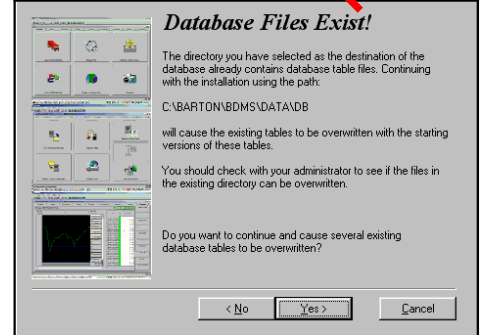 Database Files Exist!
The directory you have selected as the destination of the
database already contains database table files. Continuing
with the installation using the path:
C:\BARTON\BDMS\DATA\DB
will cause the existing tables to be overwritten with the starting
versions of these tables.
You should check with your administrator to see if the files in
the existing directory can be overwritten.
Do you want to continue and cause several existing
database tables to be overwritten?
< No
Yes >
Cancel